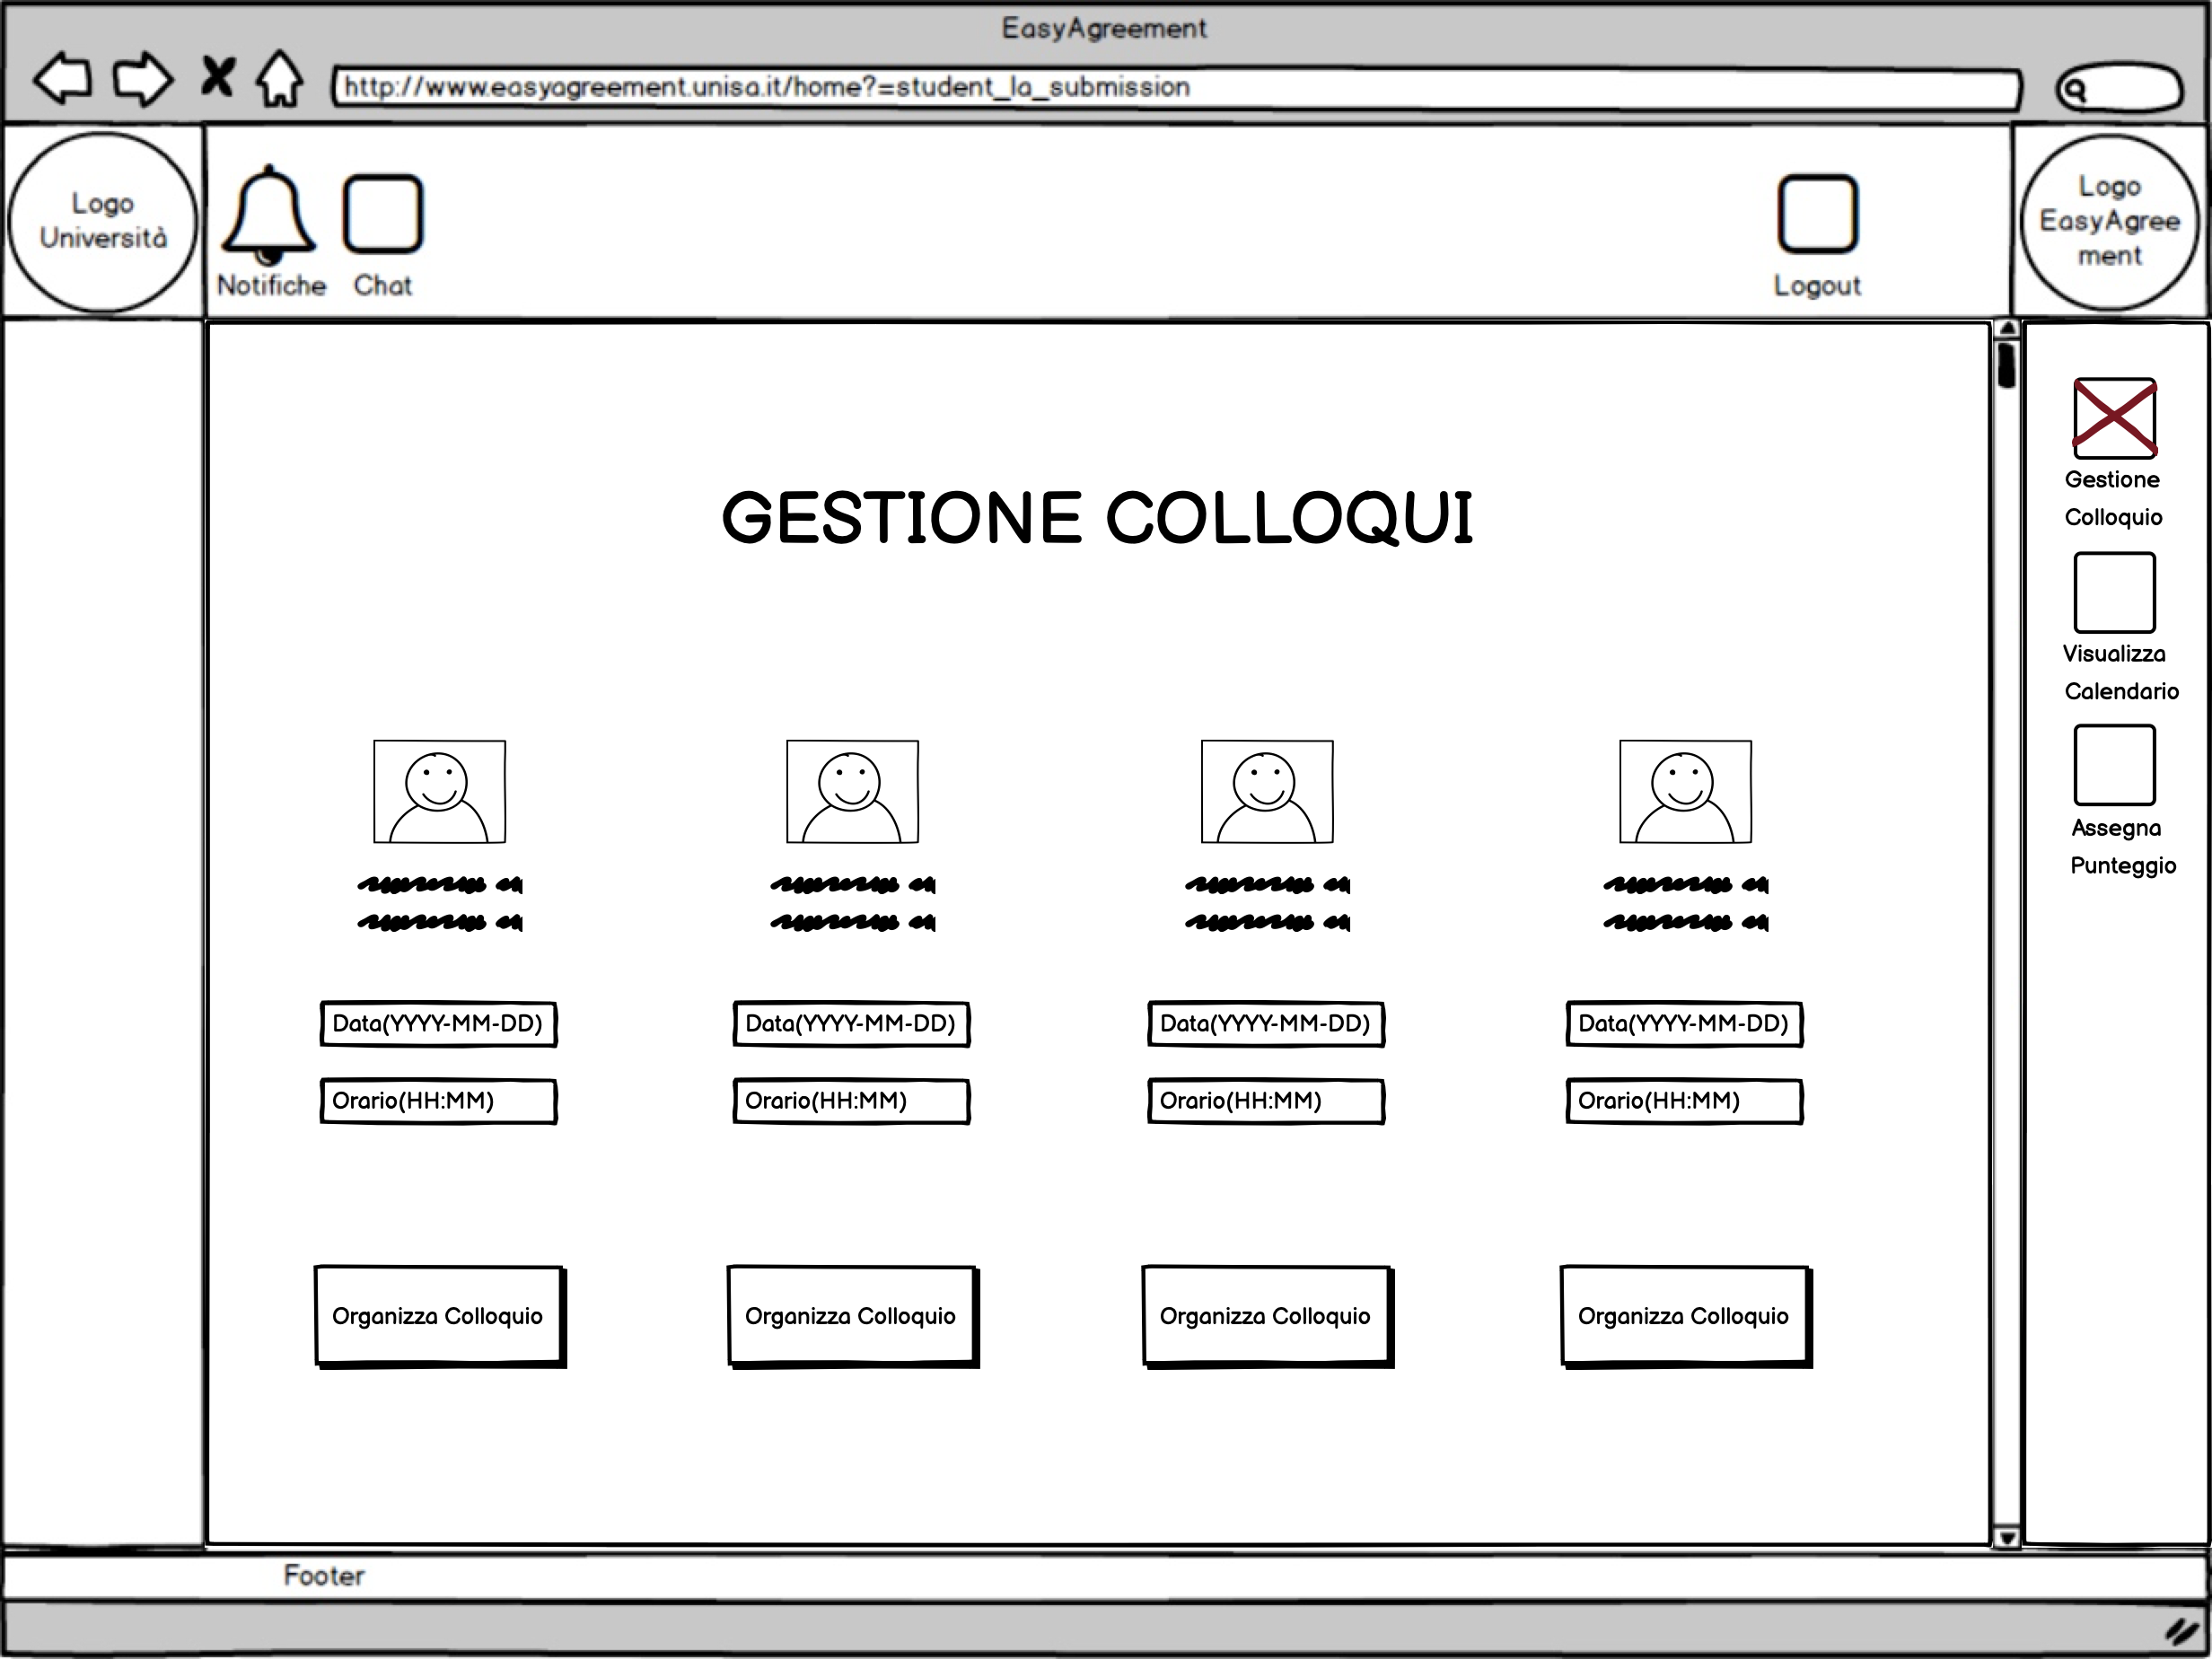 EasyAgreement
http://www.easyagreement.unisa.it/home?=student_la_submission
Logo
Università
Notifiche
Chat
Logout
Logo
EasyAgree
ment
GESTIONE COLLOQUI
Data(YYYY-MM-DD)
Orario(HH:MM)
Organizza Colloquio
Data(YYYY-MM-DD)
Orario(HH:MM)
Organizza Colloquio
Data(YYYY-MM-DD)
Orario(HH:MM)
Organizza Colloquio
Data(YYYY-MM-DD)
Orario(HH:MM)
Organizza Colloquio
Gestione
Colloquio
Visualizza
Calendario
Assegna
Punteggio
Footer